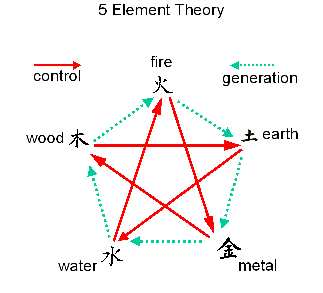 5 Element Theory
fire
control
generation
火
wood 木
土 earth
water 水
金
metal